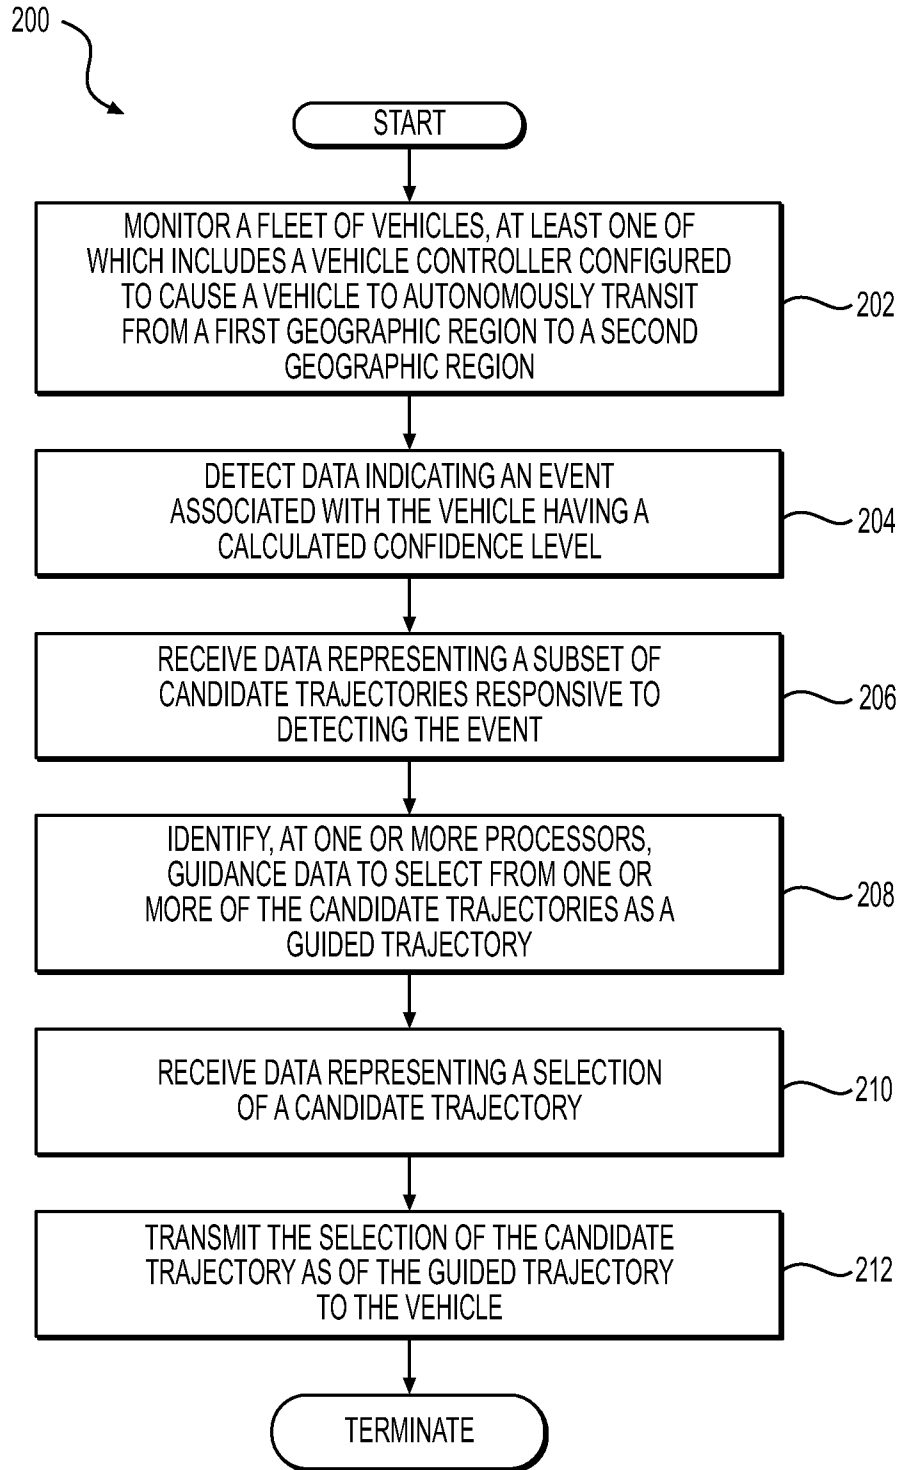 200
START
MONITOR A FLEET OF VEHICLES, AT LEAST ONE OF
WHICH INCLUDES A VEHICLE CONTROLLER CONFIGURED
TO CAUSE A VEHICLE TO AUTONOMOUSLY TRANSIT
FROM A FIRST GEOGRAPHIC REGION TO A SECOND
GEOGRAPHIC REGION
202
DETECT DATA INDICATING AN EVENT
ASSOCIATED WITH THE VEHICLE HAVING A
CALCULATED CONFIDENCE LEVEL
204
RECEIVE DATA REPRESENTING A SUBSET OF
CANDIDATE TRAJECTORIES RESPONSIVE TO
DETECTING THE EVENT
206
IDENTIFY, AT ONE OR MORE PROCESSORS,
GUIDANCE DATA TO SELECT FROM ONE OR
MORE OF THE CANDIDATE TRAJECTORIES AS A
GUIDED TRAJECTORY
208
RECEIVE DATA REPRESENTING A SELECTION
OF A CANDIDATE TRAJECTORY
210
TRANSMIT THE SELECTION OF THE CANDIDATE
TRAJECTORY AS OF THE GUIDED TRAJECTORY
TO THE VEHICLE
212
TERMINATE